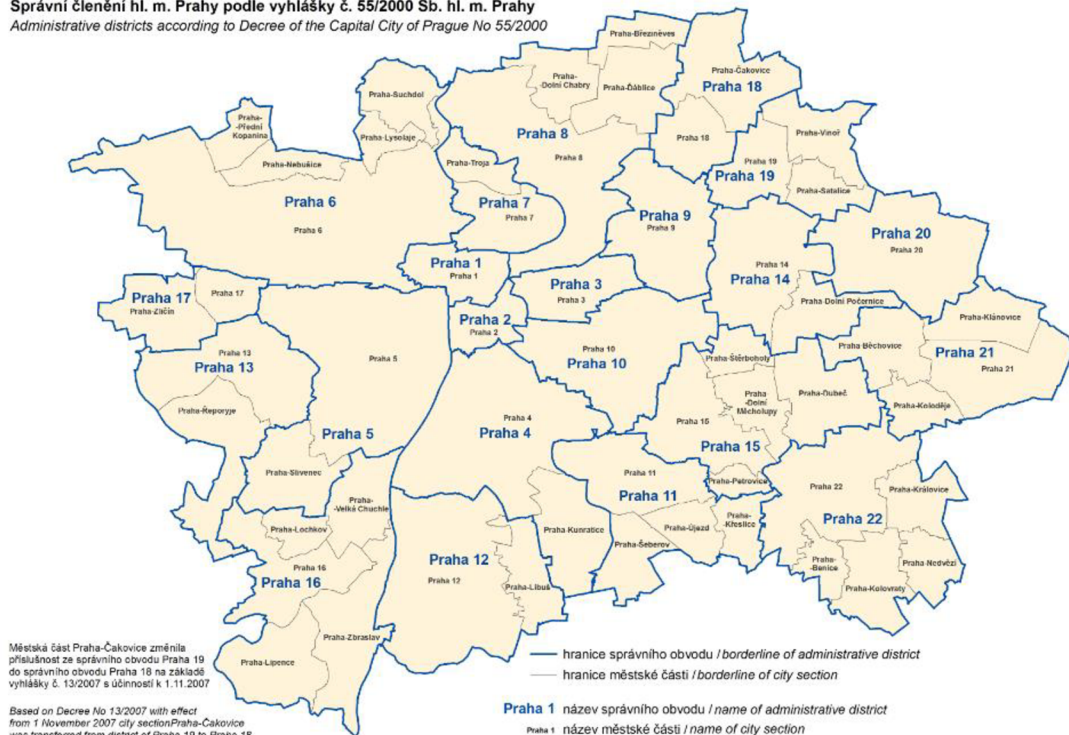 Správní členění hl. m. Prahy podle vyhlášky č. 55/2000 Sb. hl. m. Prahy
Administrative districts according to Decree of the Capital City of Prague No 55/2000
Praha-Březiněves
Praha-
-Dolní Chabry
Praha-Ďáblice
Praha-Čakovice
Praha 18
Praha-Suchdol
Praha-
-Přední
Kopanina
Praha-Lysolaje
Praha 8
Praha 18
Praha-Vinoř
Praha-Nebušice
Praha-Troja
Praha 8
Praha 19
Praha 19
Praha-Satalice
Praha 6
Praha 6
Praha 7
Praha 7
Praha 9
Praha 9
Praha 20
Praha 20
Praha 1
Praha 1
Praha 14
Praha 14
Praha 17
Praha 17
Praha-Zličín
Praha 3
Praha 3
Praha-Dolní Počernice
Praha 2
Praha 2
Praha-Klánovice
Praha 13
Praha 13
Praha 5
Praha 10
Praha 10
Praha-Štěrboholy
Praha-Běchovice
Praha 21
Praha 21
Praha-Řeporyje
Praha-
-Dolní
Měcholupy
Praha-Dubeč
Praha-Koloděje
Praha 5
Praha 4
Praha 4
Praha 15
Praha 15
Praha-Slivenec
Praha 11
Praha 11
Praha-Petrovice
Praha 22
Praha-Královice
Praha-
-Velká Chuchle
Praha-Lochkov
Praha-Kunratice
Praha-Újezd
Praha-
-Křeslice
Praha 22
Praha-Šeberov
Praha 16
Praha 16
Praha 12
Praha 12
Praha-Libuš
Praha-
-Benice
Praha-Nedvězí
Praha-Kolovraty
Praha-Zbraslav
Praha-Lipence
Městská část Praha-Čakovice změnila
příslušnost ze správního obvodu Praha 19
do správního obvodu Praha 18 na základě
vyhlášky č. 13/2007 s účinností k 1.11.2007
Based on Decree No 13/2007 with effect
from 1 November 2007 city sectionPraha-Čakovice
was transferred from district of Praha 19 to Praha 18
hranice správního obvodu / borderline of administrative district
hranice městské části / borderline of city section
Praha 1 název správního obvodu / name of administrative district
Praha 1 název městské části / name of city section